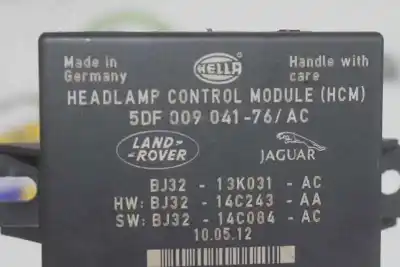 Made in Germany
HELLA
Handle with care
HEADLAMP CONTROL MODULE (HCM)
5DF 009 041-76/AC
LAND-ROVER
JAGUAR
BJ32 - 13K031 - AC
HW: BJ32 - 14C243 - AA
SW: BJ32 - 14C084 - AC
10.05.12